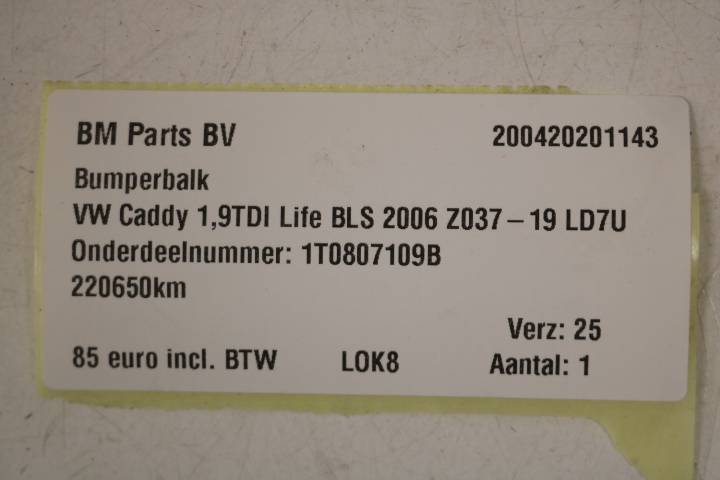 BM Parts BV 200420201143
Bumperbalk
VW Caddy 1,9TDI Life BLS 2006 Z037-19 LD7U
Onderdeelnummer: 1T0807109B
220650km
Verz: 25
85 euro incl. BTW LOK8 Aantal: 1